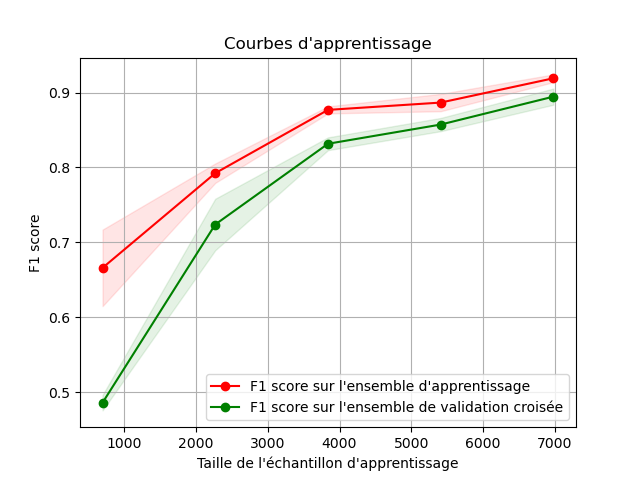 Courbes d'apprentissage
F1 score
0.9
0.8
0.7
0.6
0.5
F1 score sur l'ensemble d'apprentissage
F1 score sur l'ensemble de validation croisée
1000 2000 3000 4000 5000 6000 7000
Taille de l'échantillon d'apprentissage